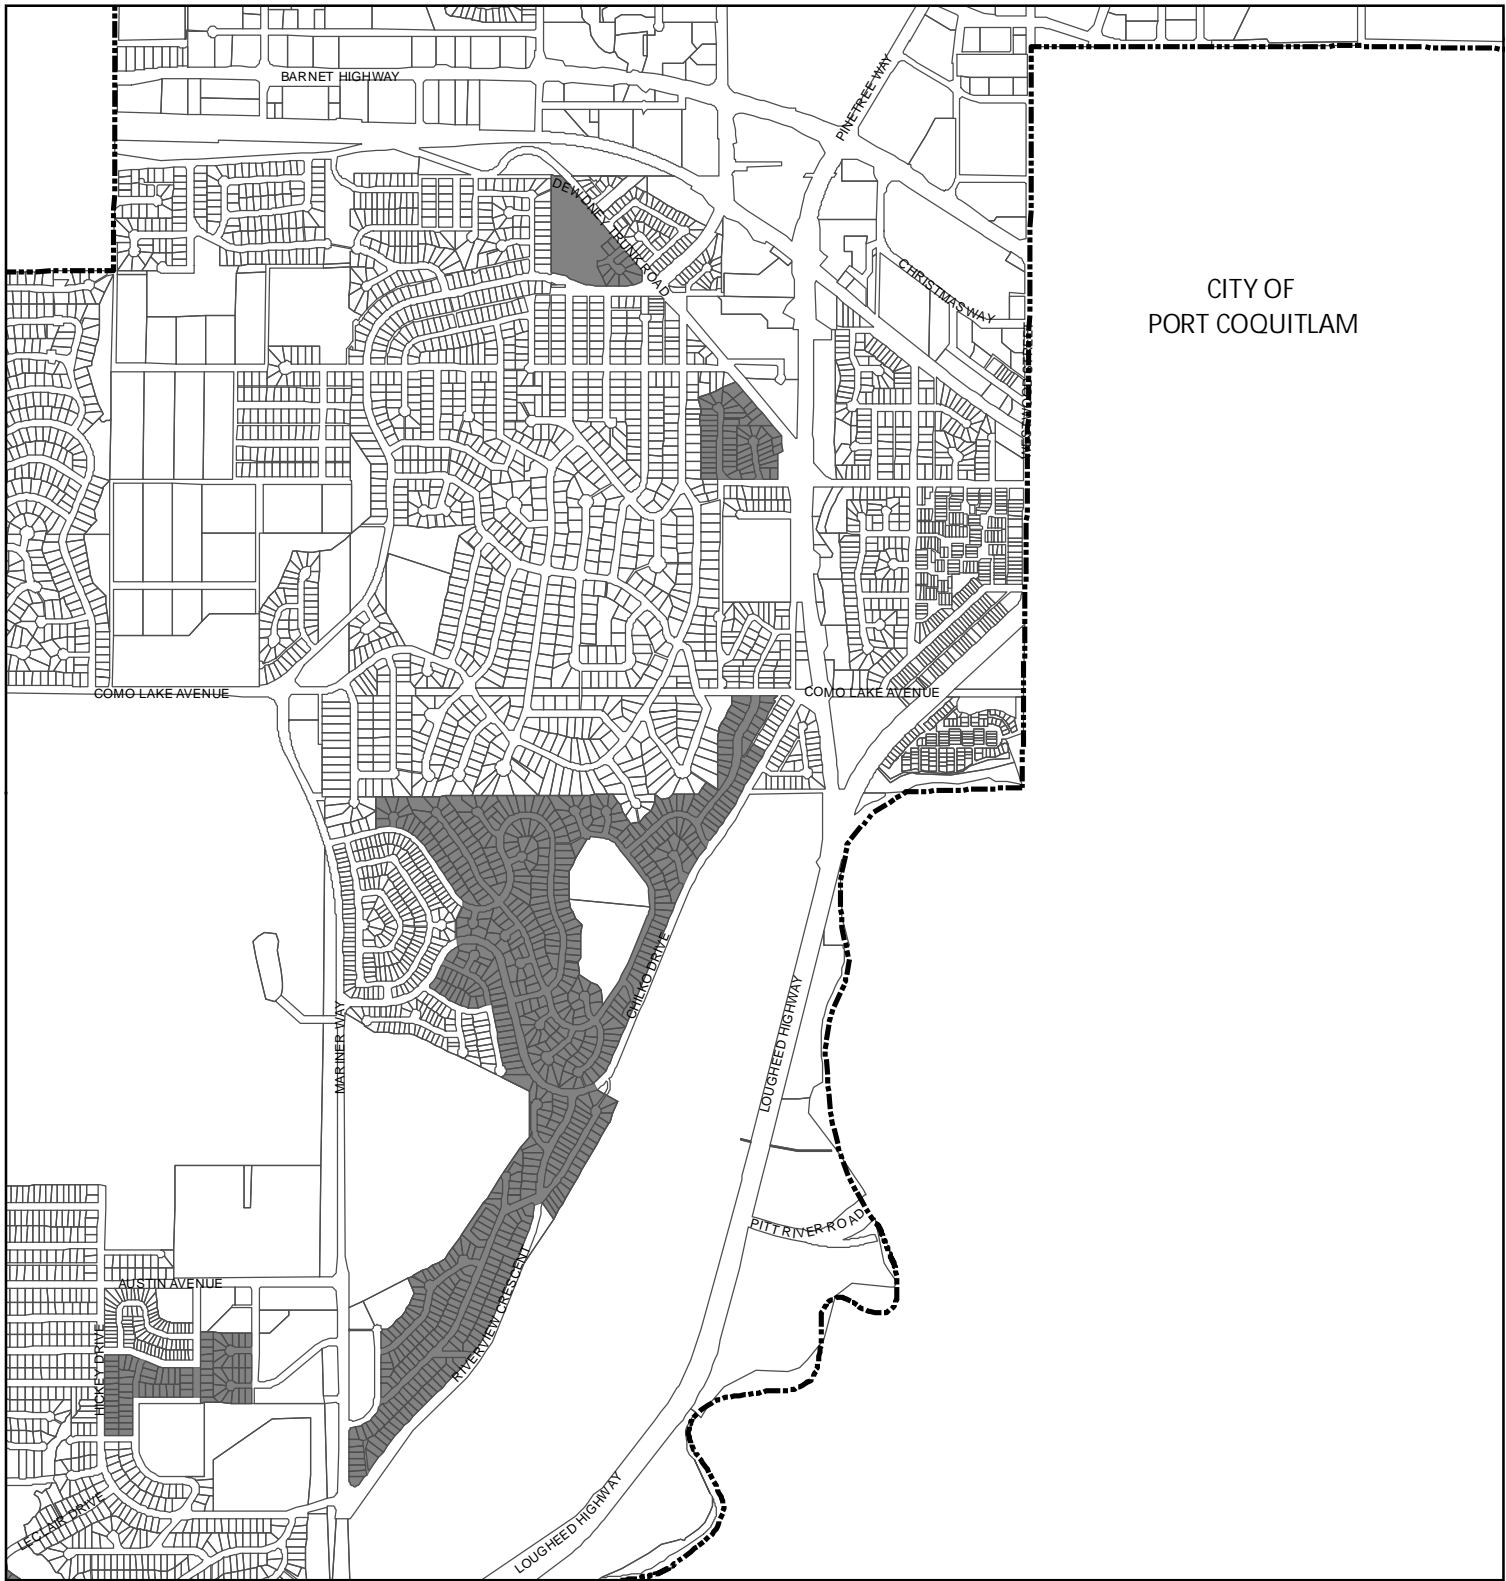 BARNET HIGHWAY
PINETREE WAY
DEWDNEY TRUNK ROAD
CHRISTMAS WAY
CITY OF
PORT COQUITLAM
COMO LAKE AVENUE
COMO LAKE AVENUE
CHILKO DRIVE
MARINER WAY
LOUGHEED HIGHWAY
PITT RIVER ROAD
AUSTIN AVENUE
RIVERVIEW CRESCENT
HICKEY DRIVE
LECLAIR DRIVE
LOUGHEED HIGHWAY